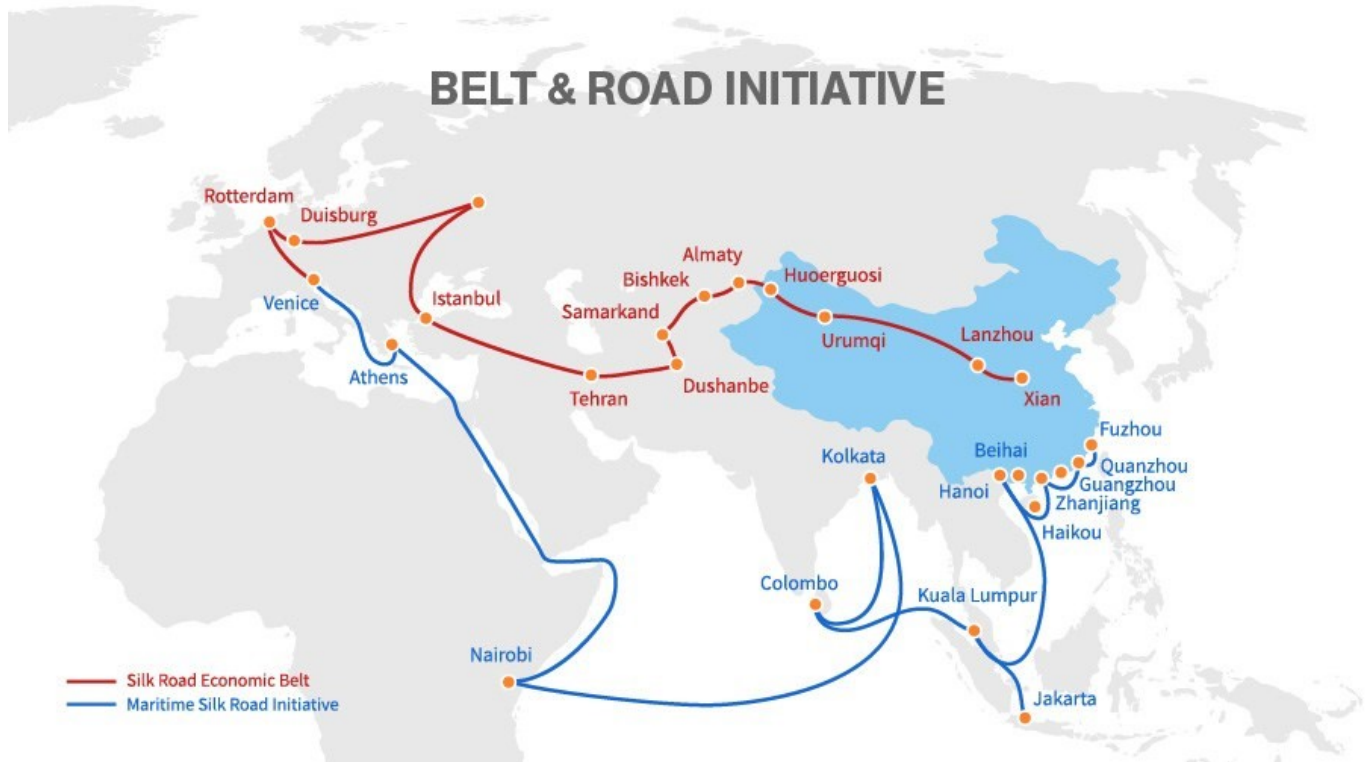 BELT & ROAD INITIATIVE
Rotterdam
Duisburg
Venice
Istanbul
Athens
Tehran
Samarkand
Bishkek
Almaty
Dushanbe
Huoerguosi
Urumqi
Lanzhou
Xian
Fuzhou
Quanzhou
Guangzhou
Zhanjiang
Haikou
Beihai
Hanoi
Kolkata
Colombo
Kuala Lumpur
Jakarta
Nairobi
Silk Road Economic Belt
Maritime Silk Road Initiative